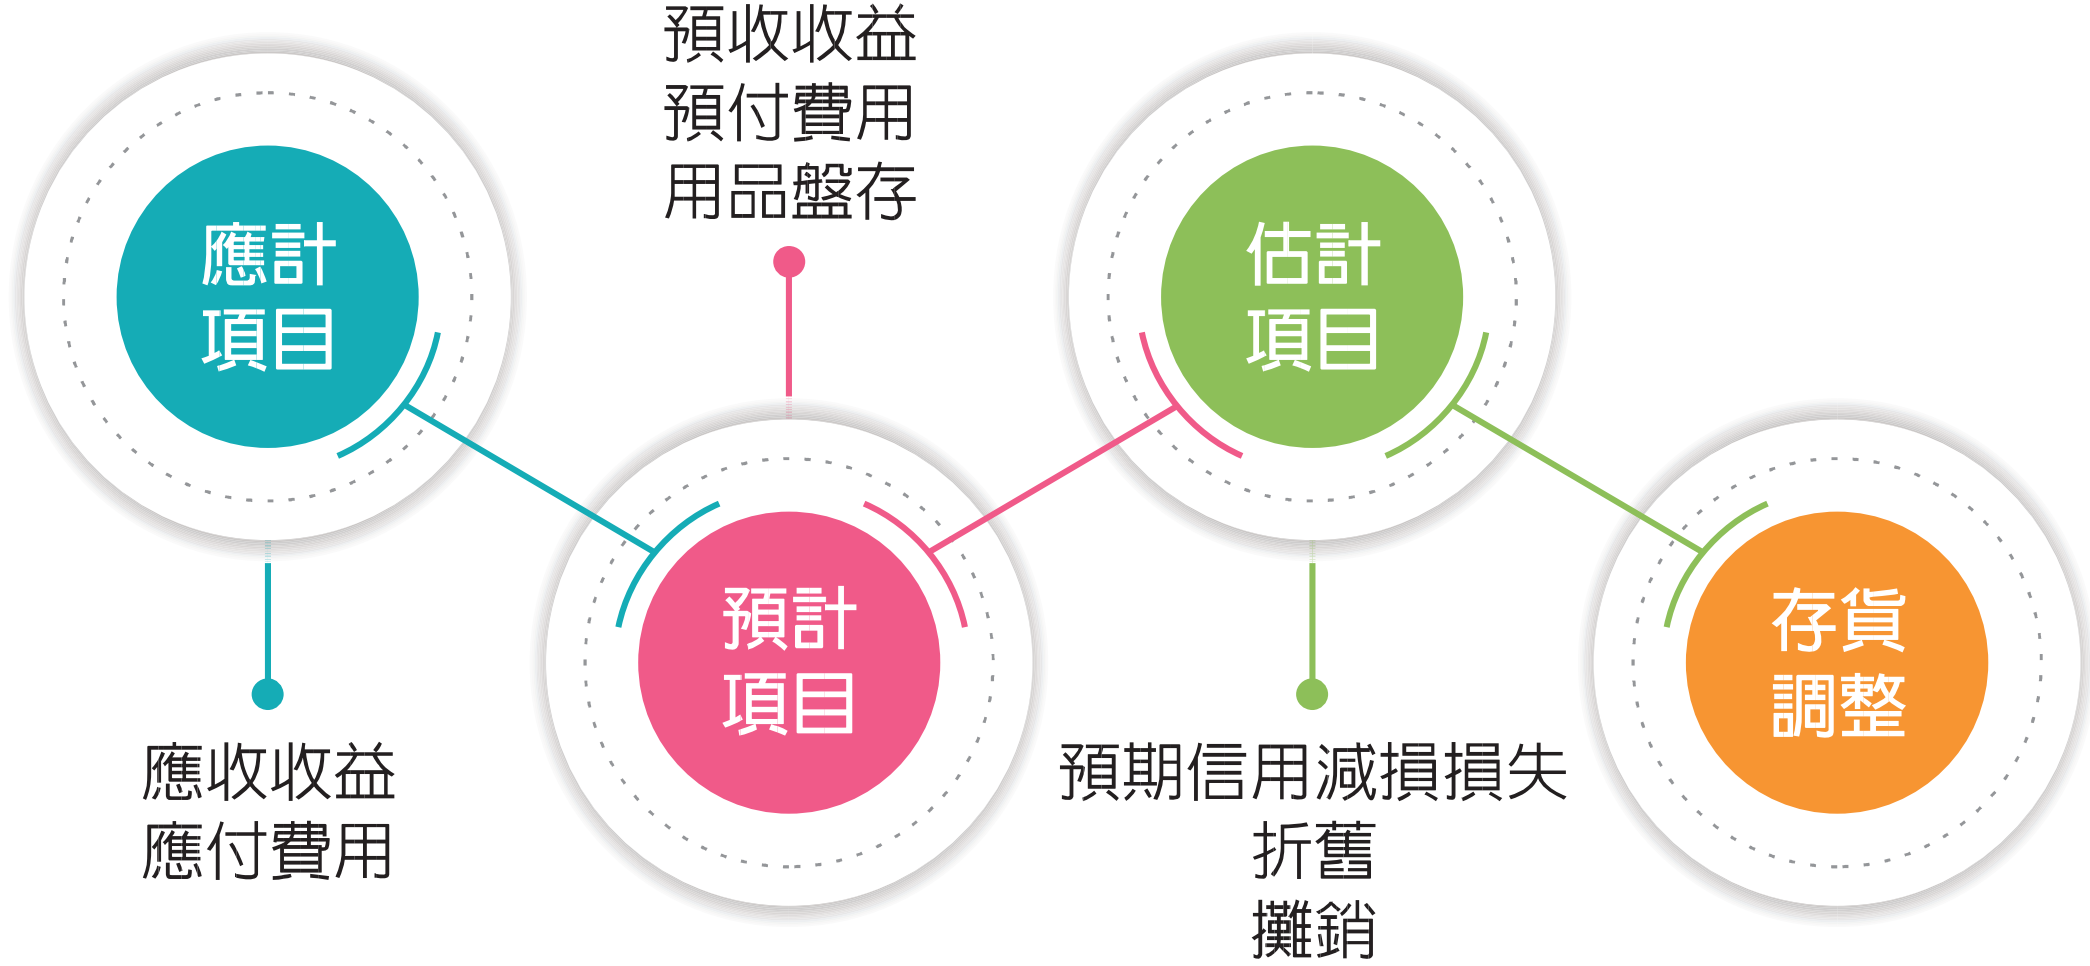 應計
項目
應收收益
應付費用
預收收益
預付費用
用品盤存
預計
項目
估計
項目
預期信用減損損失
折舊
攤銷
存貨
調整